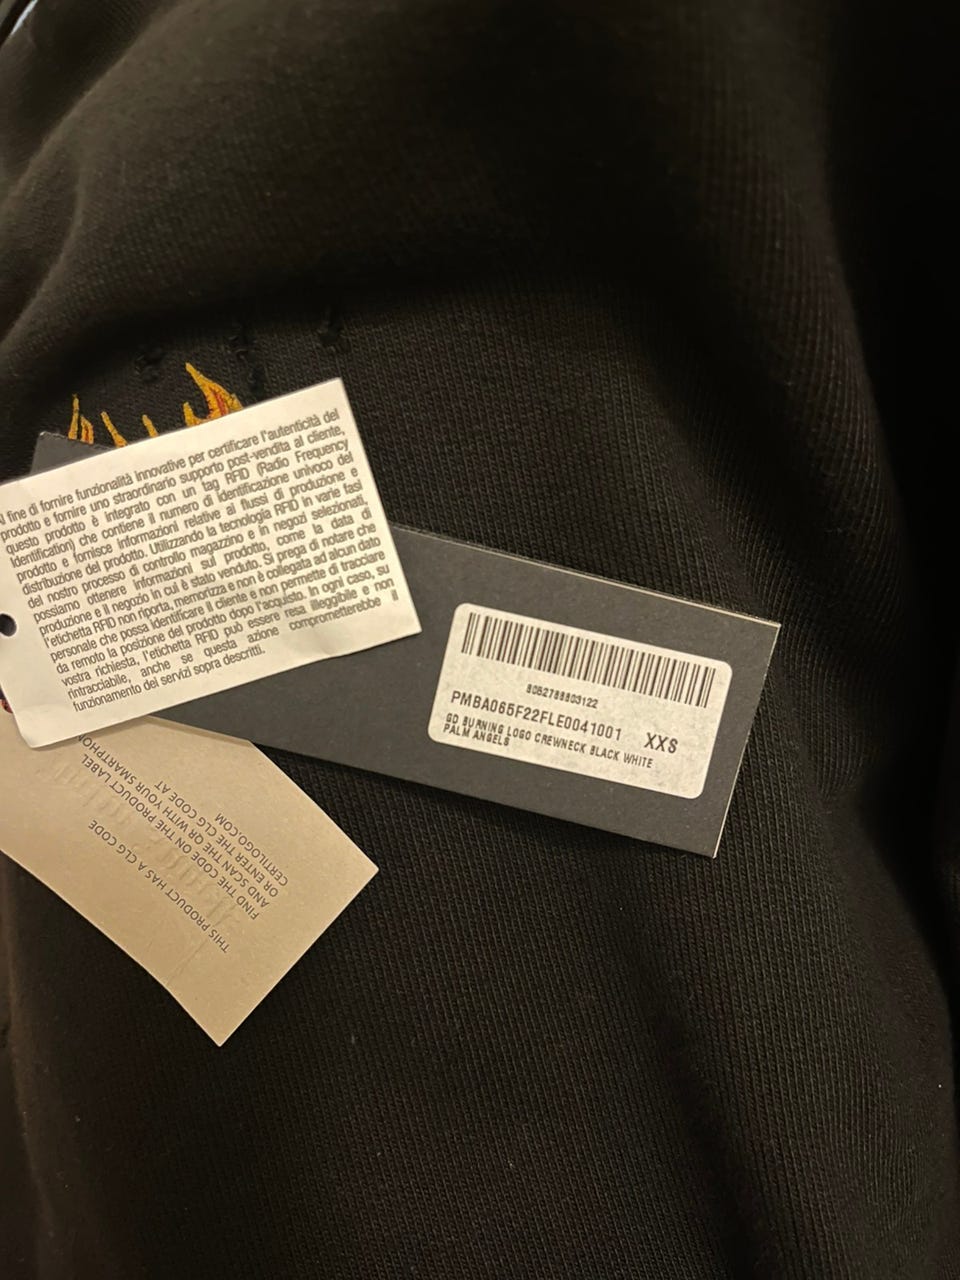 Al fine di fornire funzionalità innovative per certificare l'autenticità del
prodotto e fornire uno straordinario supporto post-vendita al cliente,
questo prodotto è integrato con un tag RFID (Radio Frequency
Identification) che contiene il numero di identificazione univoco del
prodotto e fornisce informazioni relative ai flussi di produzione e
distribuzione del prodotto. Utilizzando la tecnologia RFID in varie fasi
del nostro processo di controllo magazzino e in negozi selezionati,
possiamo ottenere informazioni sul prodotto, come la data di
produzione e il negozio in cui è stato venduto. Si prega di notare che
l'etichetta RFID non riporta, memorizza e non è collegata ad alcun dato
personale che possa identificare il cliente e non permette di tracciare
da remoto la posizione del prodotto dopo l'acquisto. In ogni caso, su
vostra richiesta, l'etichetta RFID può essere resa illeggibile e non
rintracciabile, anche se questa azione comprometterebbe il
funzionamento dei servizi sopra descritti.
8052788803122
PMBA065F22FLE0041001 XXS
GD BURNING LOGO CREWNECK BLACK WHITE
PALM ANGELS
THIS PRODUCT HAS A CLG CODE
FIND THE CODE ON THE PRODUCT LABEL
AND SCAN THE QR WITH YOUR SMARTPHON
OR ENTER THE CLG CODE AT
CERTILOGO.COM